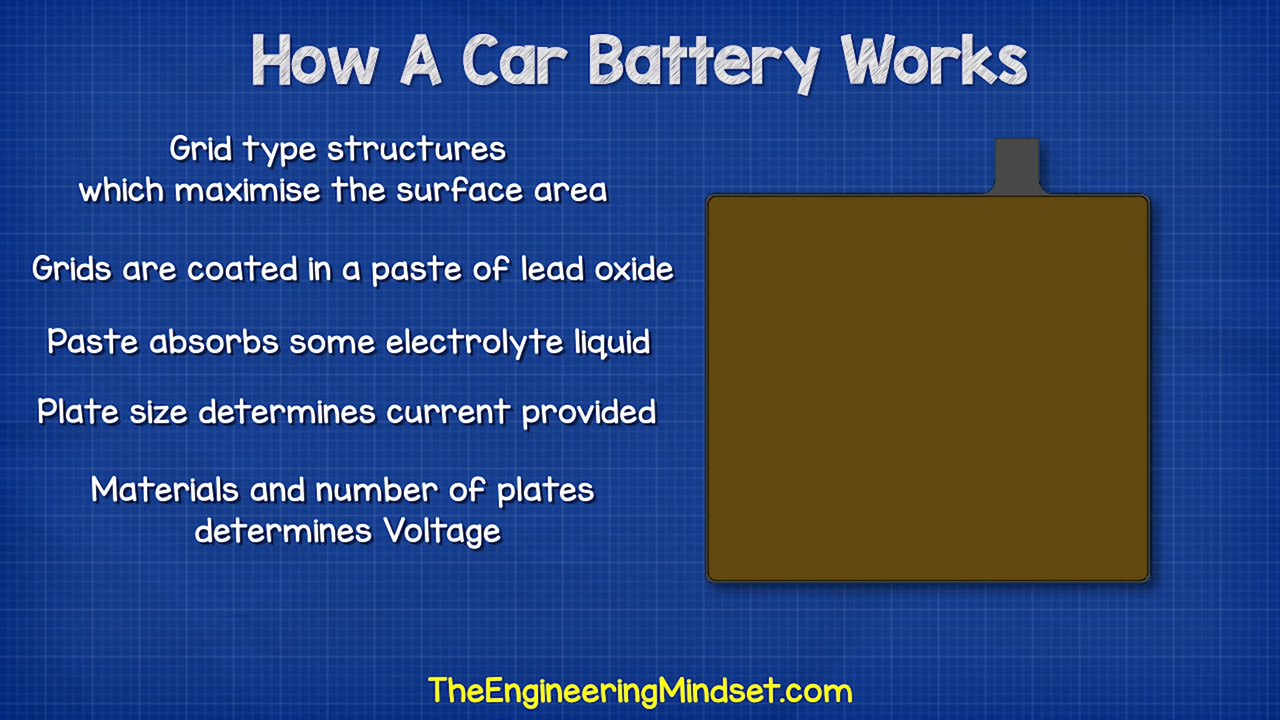 How A Car Battery Works
Grid type structures
which maximise the surface area
Grids are coated in a paste of lead oxide
Paste absorbs some electrolyte liquid
Plate size determines current provided
Materials and number of plates
determines Voltage
TheEngineeringMindset.com